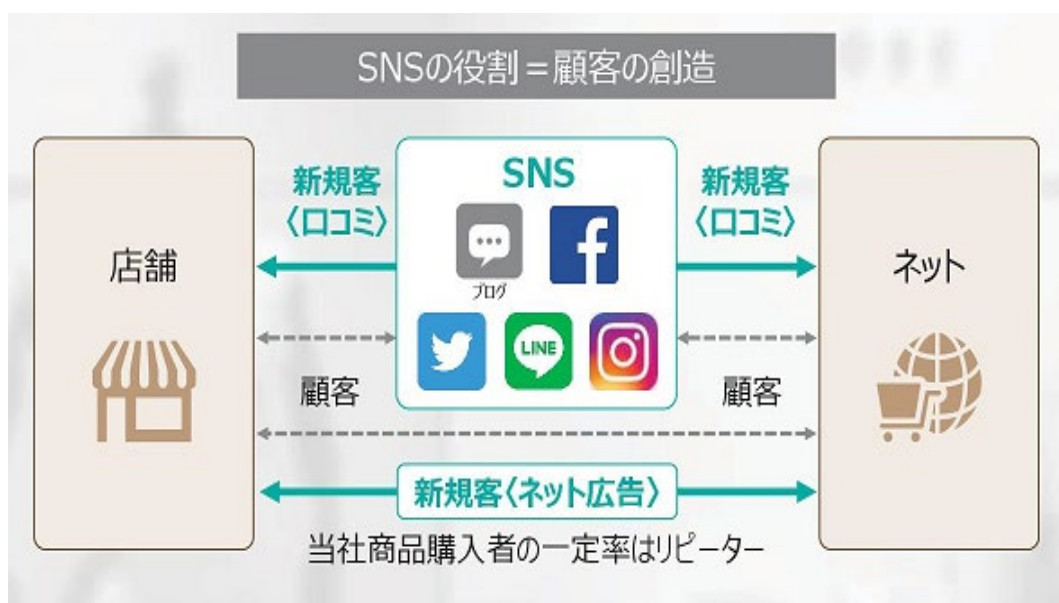 SNSの役割＝顧客の創造
店舗
新規客
〈口コミ〉
SNS
ブログ
LINE
新規客
〈口コミ〉
ネット
顧客
顧客
新規客〈ネット広告〉
当社商品購入者の一定率はリピーター